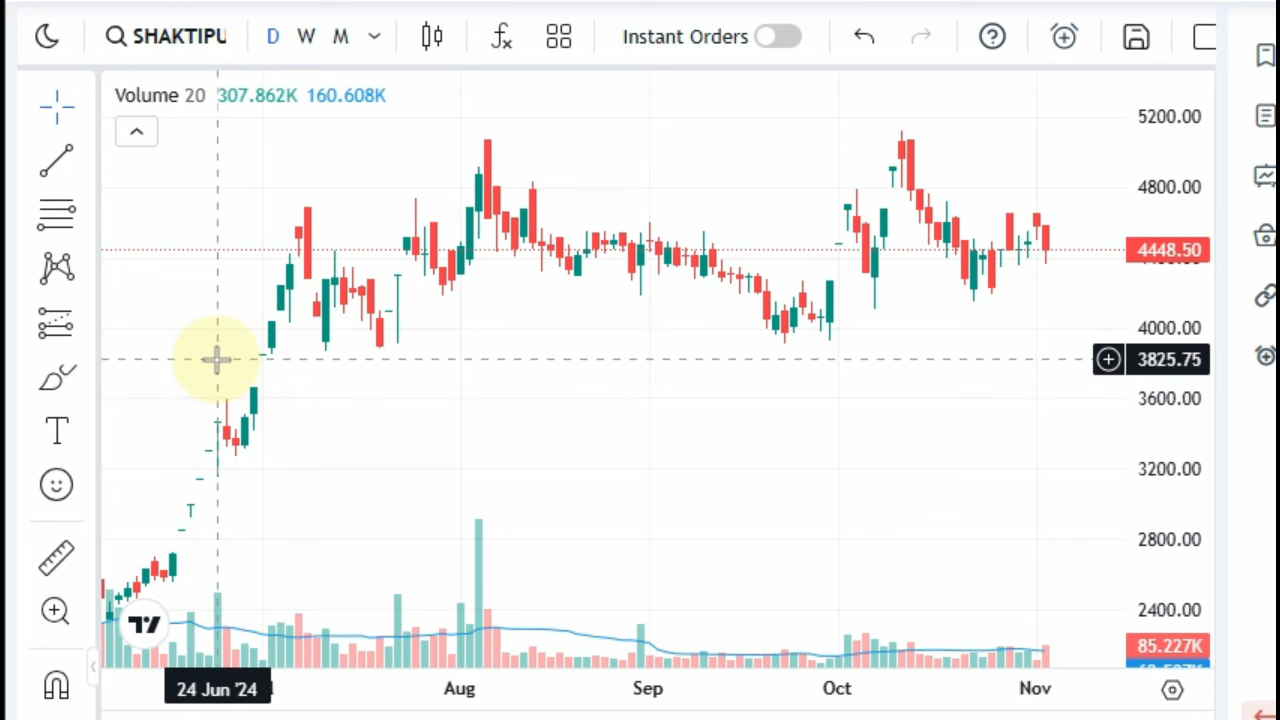 SHAKTIPU D W M Instant Orders
Volume 20 307.862K 160.608K
5200.00
4800.00
4448.50
4000.00
3825.75
3600.00
3200.00
2800.00
2400.00
85.227K
24 Jun '24 Aug Sep Oct Nov